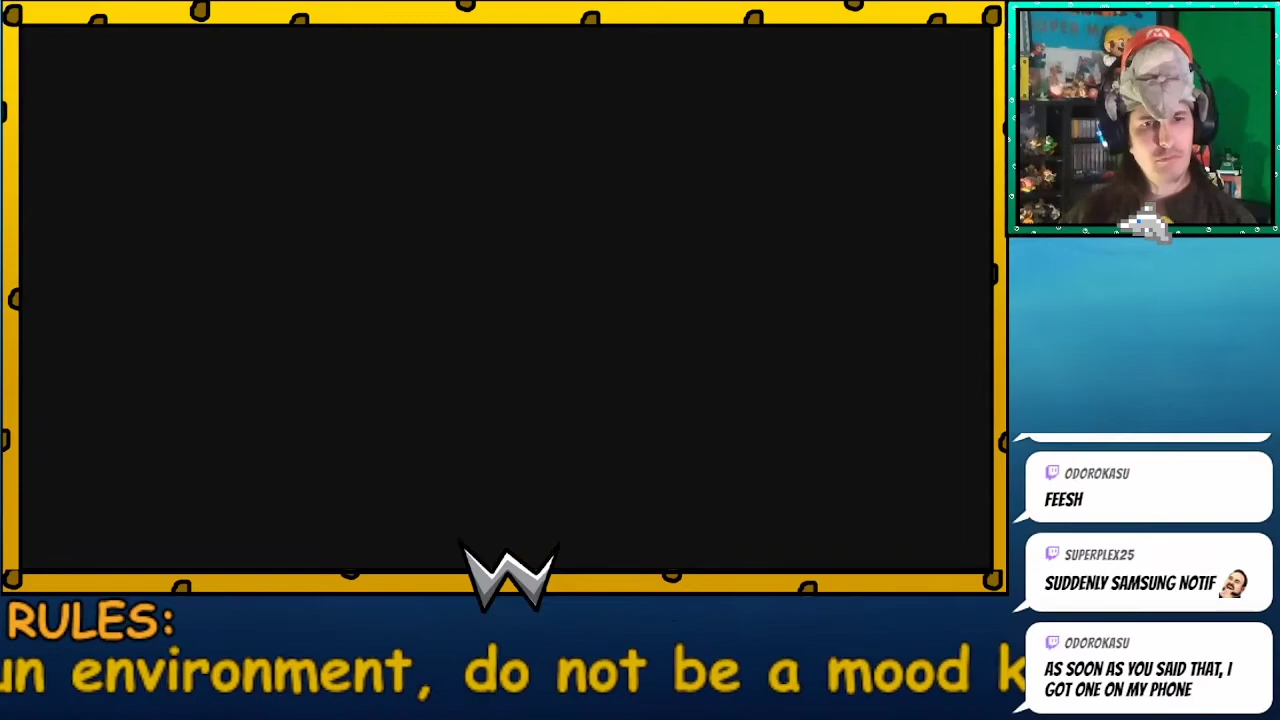 SUPER M
ODOROKASU
FEESH
SUPERPLEX25
SUDDENLY SAMSUNG NOTIF
ODOROKASU
AS SOON AS YOU SAID THAT, I
GOT ONE ON MY PHONE
W
RULES:
un environment, do not be a mood k